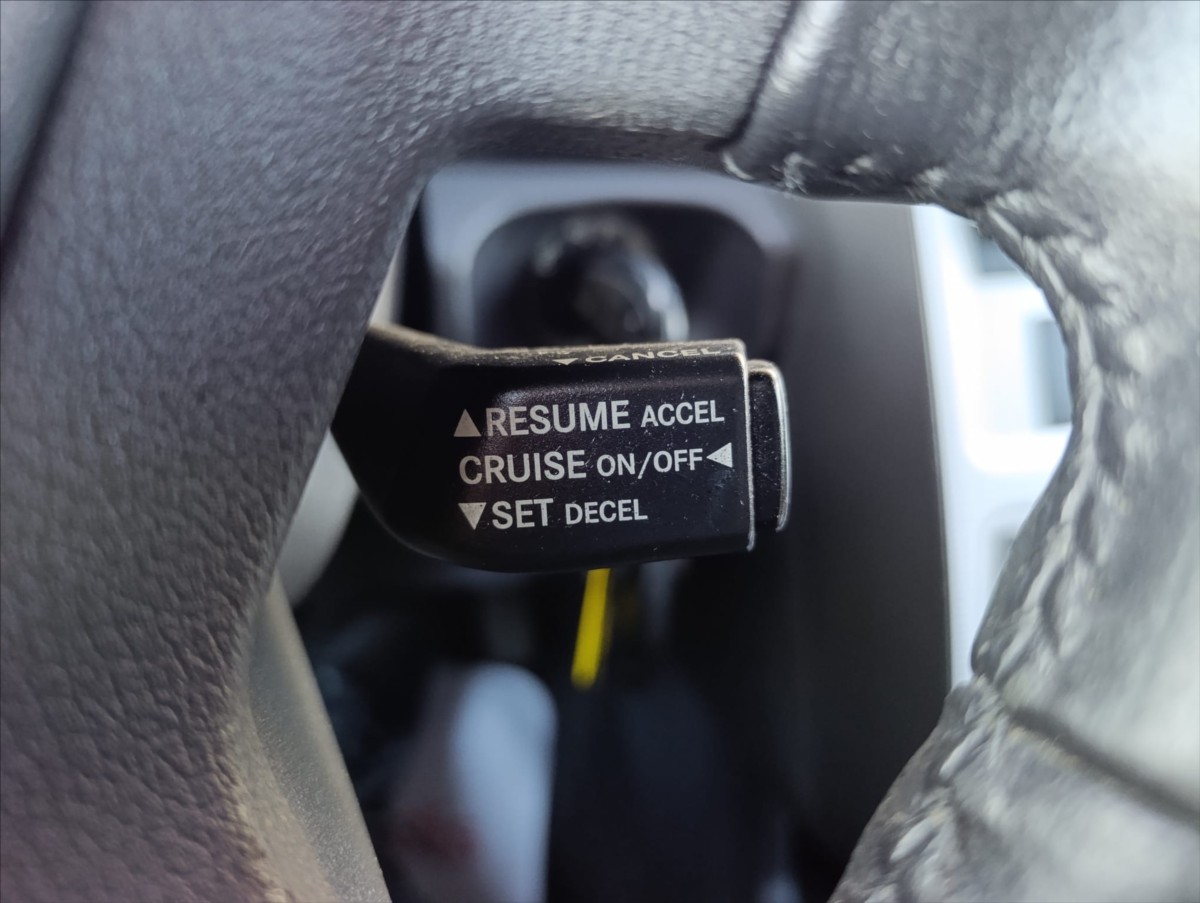 ▼CANCEL
▲RESUME ACCEL
CRUISE ON/OFF◀
▼SET DECEL